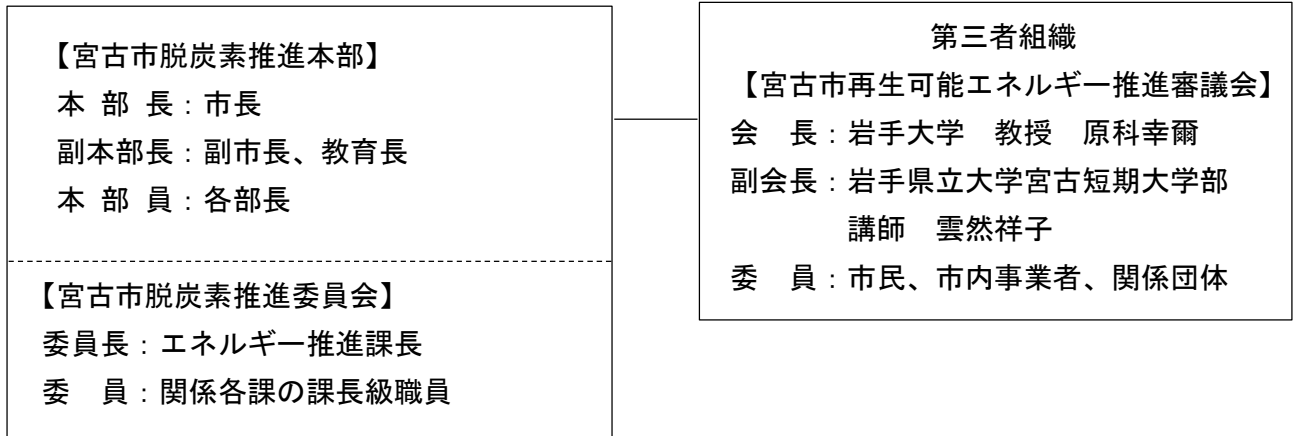 【宮古市脱炭素推進本部】
本 部 長：市長
副本部長：副市長、教育長
本 部 員：各部長
【宮古市脱炭素推進委員会】
委員長：エネルギー推進課長
委　員：関係各課の課長級職員
第三者組織
【宮古市再生可能エネルギー推進審議会】
会　長：岩手大学　教授　原科幸爾
副会長：岩手県立大学宮古短期大学部
講師　雲然祥子
委　員：市民、市内事業者、関係団体